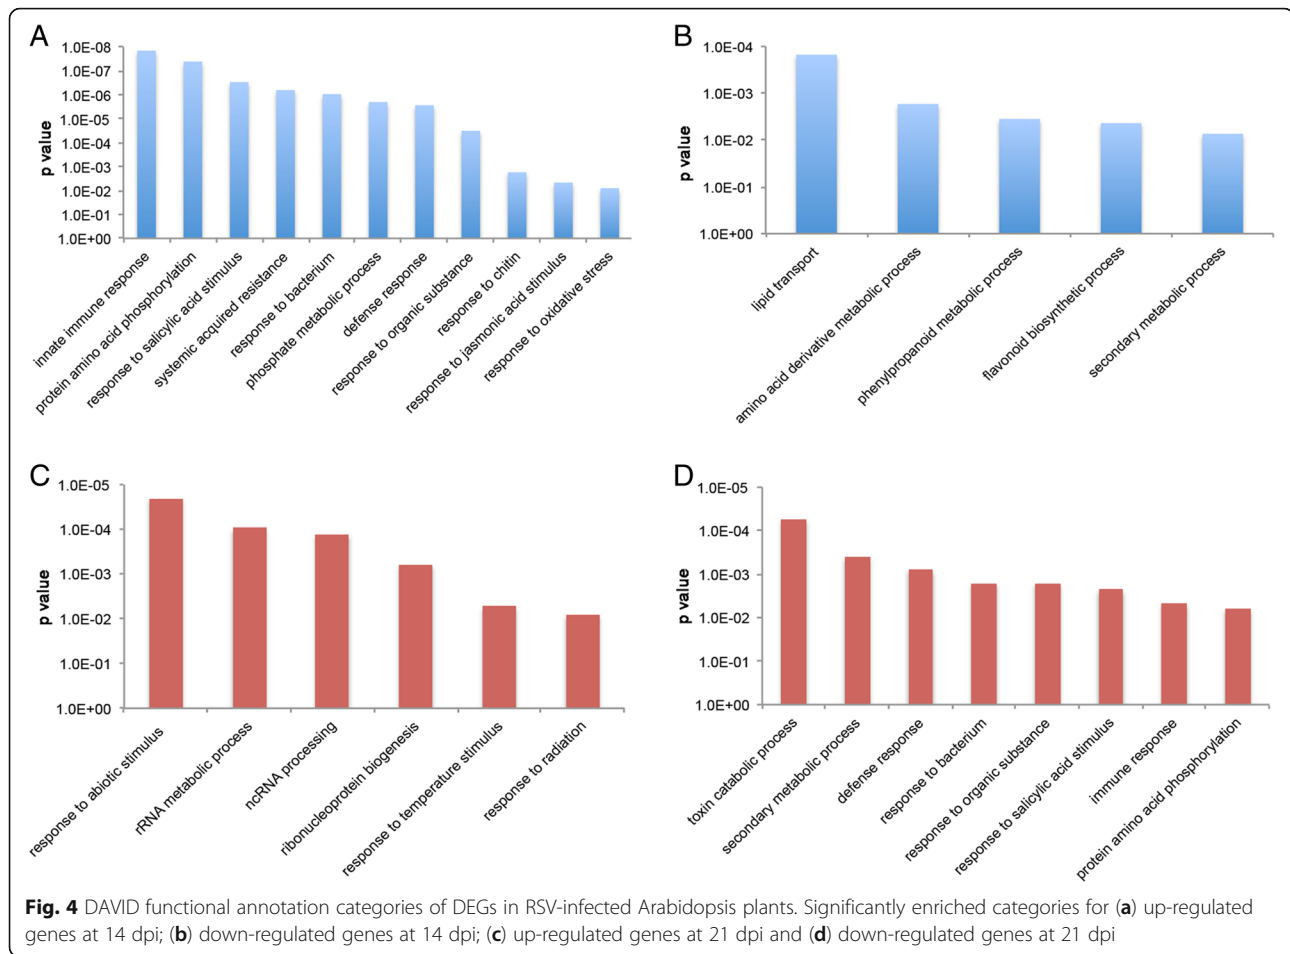 A
1.0E-08
1.0E-07
1.0E-06
1.0E-05
1.0E-04
1.0E-03
1.0E-02
1.0E-01
1.0E+00
p value
innate immune response
protein amino acid phosphorylation
response to salicylic acid stimulus
systemic acquired resistance
response to bacterium
phosphate metabolic process
defense response
response to organic substance
response to chitin
response to jasmonic acid stimulus
response to oxidative stress
B
1.0E-04
1.0E-03
1.0E-02
1.0E-01
1.0E+00
p value
lipid transport
amino acid derivative metabolic process
phenylpropanoid metabolic process
flavonoid biosynthetic process
secondary metabolic process
C
1.0E-05
1.0E-04
1.0E-03
1.0E-02
1.0E-01
1.0E+00
p value
response to abiotic stimulus
rRNA metabolic process
ncRNA processing
ribonucleoprotein biogenesis
response to temperature stimulus
response to radiation
D
1.0E-05
1.0E-04
1.0E-03
1.0E-02
1.0E-01
1.0E+00
p value
toxin catabolic process
secondary metabolic process
defense response
response to bacterium
response to organic substance
response to salicylic acid stimulus
immune response
protein amino acid phosphorylation
Fig. 4 DAVID functional annotation categories of DEGs in RSV-infected Arabidopsis plants. Significantly enriched categories for (a) up-regulated
genes at 14 dpi; (b) down-regulated genes at 14 dpi; (c) up-regulated genes at 21 dpi and (d) down-regulated genes at 21 dpi